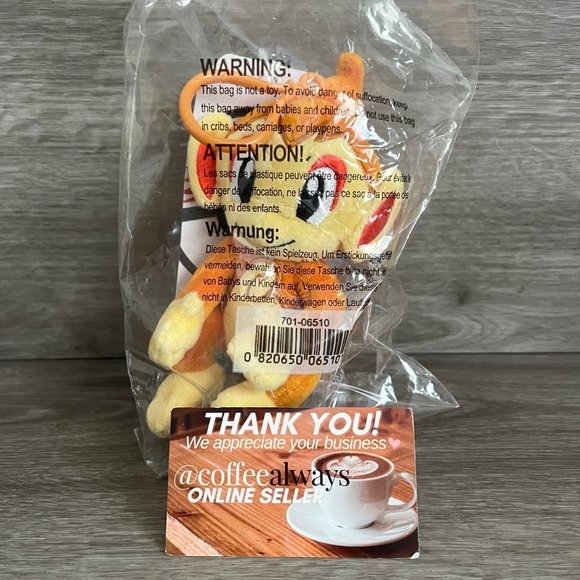 WARNING:
This bag is not a toy. To avoid danger of suffocation, keep
this bag away from babies and children. Do not use this bag
in cribs, beds, carriages, or playpens.
ATTENTION!
Les sacs de plastique peuvent être dangereux. Pour éviter le
danger de suffocation, ne laissez pas ce sac à la portée des
bébés ni des enfants.
Warnung:
Diese Tasche ist kein Spielzeug. Um Erstickungsgefahr
vermeiden, bewahren Sie diese Tasche bitte nicht
von Babys und Kindern auf. Verwenden Sie diese
nicht in Kinderbetten, Kinderwagen oder
701-06510
0 820650 06510
THANK YOU!
We appreciate your business
@coffeealways
ONLINE SELLER